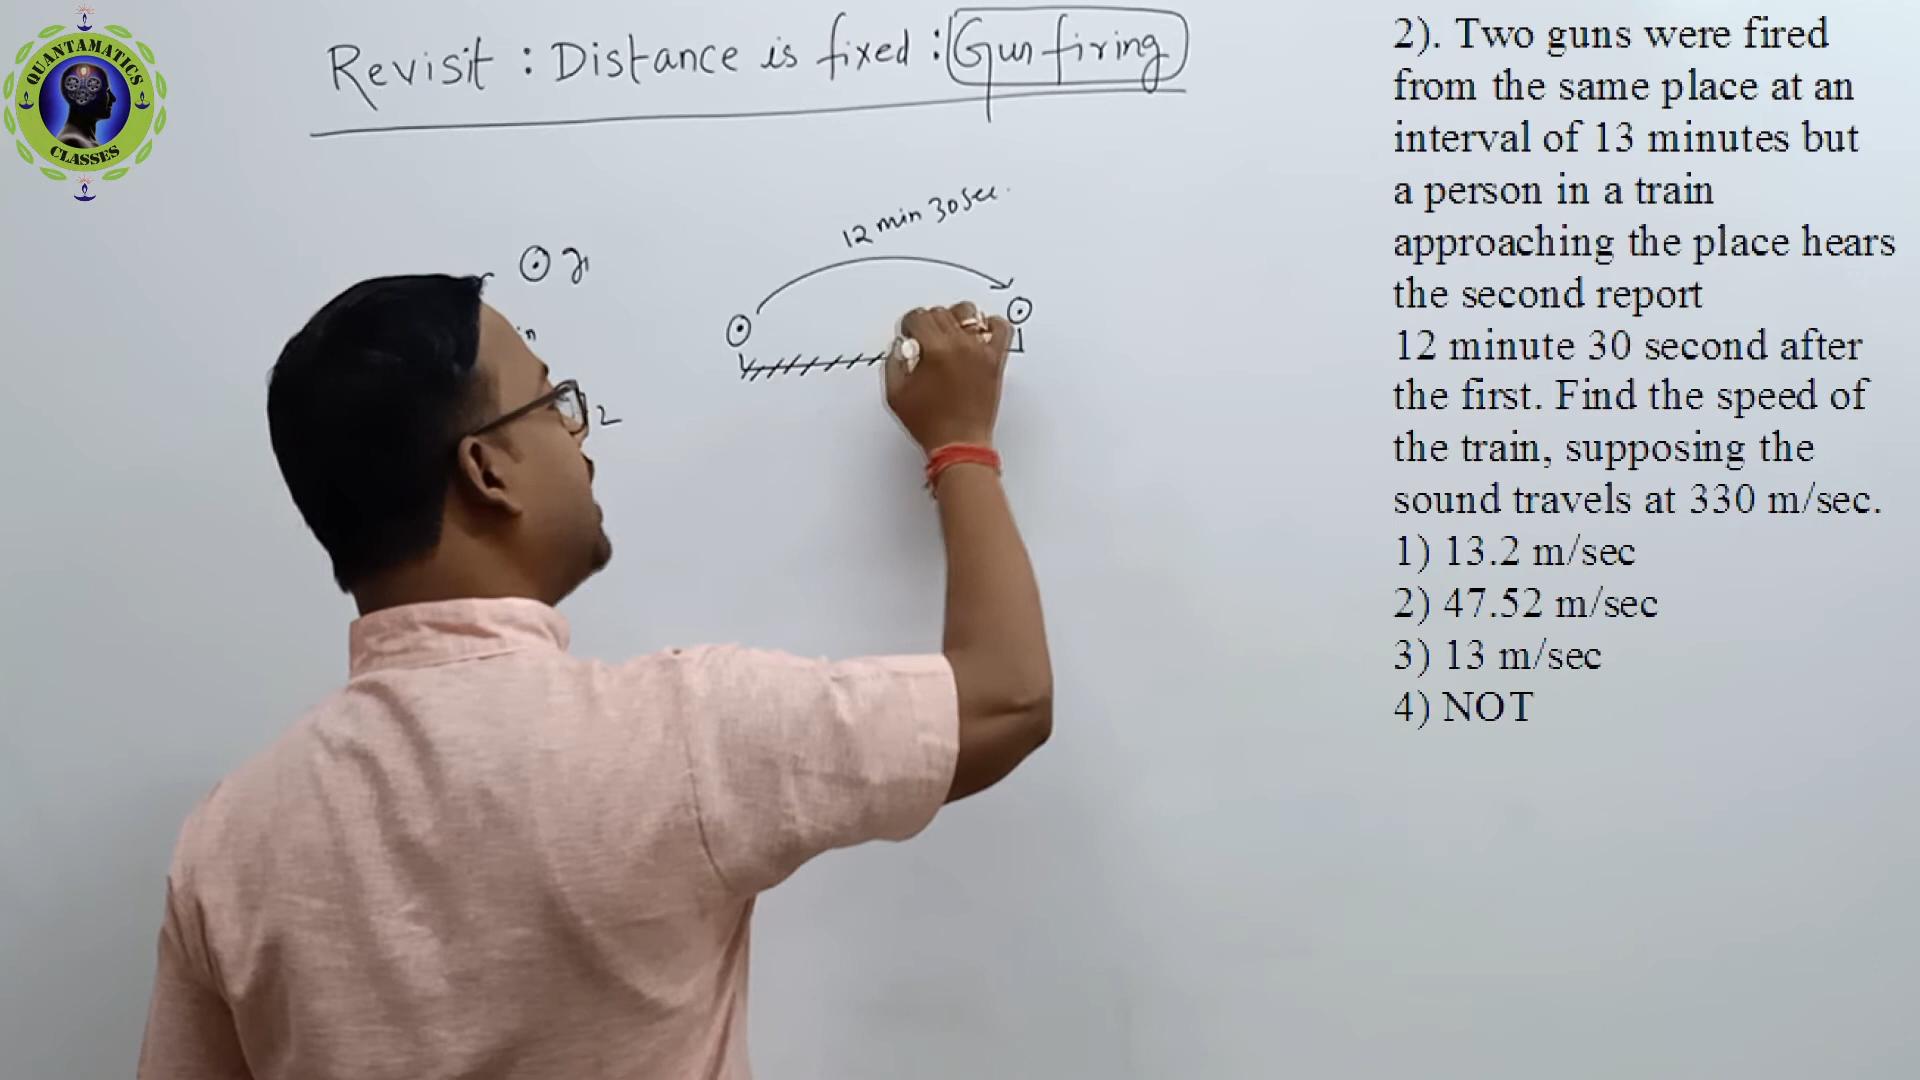 QUANTAMATICS
CLASSES
Revisit : Distance is fixed : Gun firing
12 min 30 sec.
2
2). Two guns were fired
from the same place at an
interval of 13 minutes but
a person in a train
approaching the place hears
the second report
12 minute 30 second after
the first. Find the speed of
the train, supposing the
sound travels at 330 m/sec.
1) 13.2 m/sec
2) 47.52 m/sec
3) 13 m/sec
4) NOT